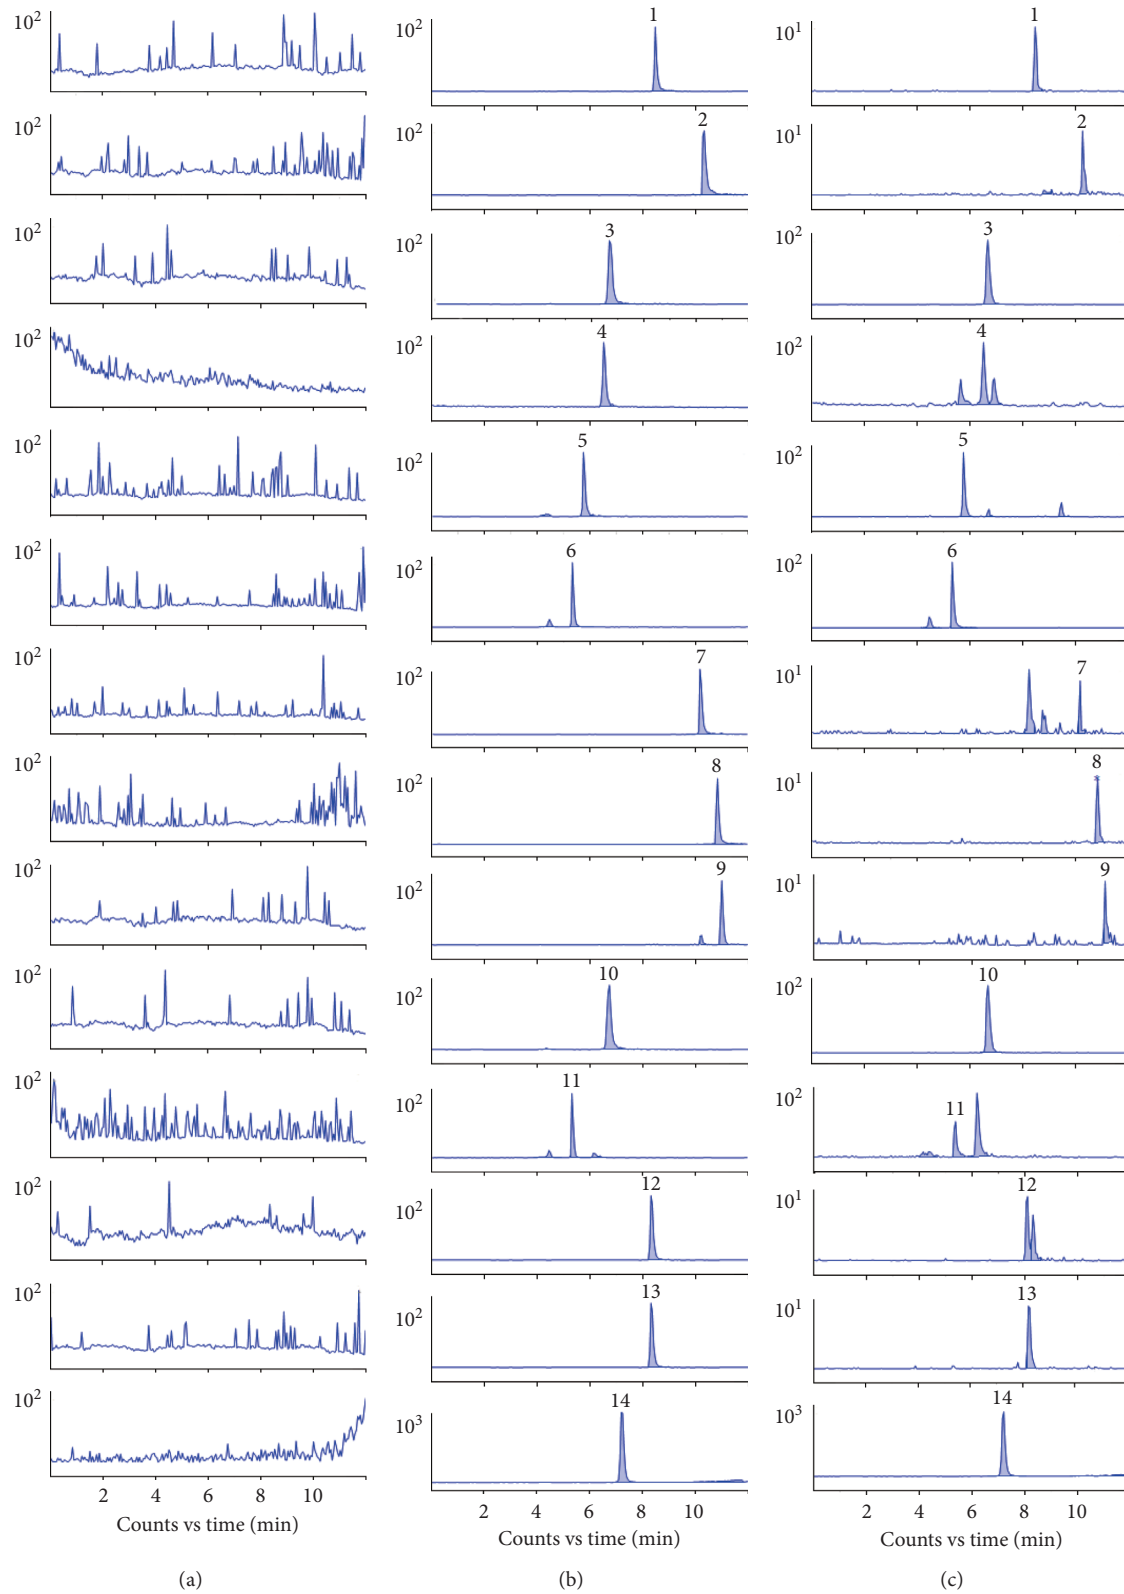 10² 10² 1 10¹ 1
10² 10² 2 10¹ 2
10² 10² 3 10² 3
10² 10² 4 10² 4
10² 10² 5 10² 5
10² 10² 6 10² 6
10² 10² 7 10¹ 7
10² 10² 8 10¹ 8
*
10² 10² 9 10¹ 9
10² 10² 10 10² 10
10² 10² 11 10² 11
10² 10² 12 10¹ 12
10² 10² 13 10¹ 13
10² 10³ 14 10³ 14
2 4 6 8 10 2 4 6 8 10 2 4 6 8 10
Counts vs time (min) Counts vs time (min) Counts vs time (min)
(a) (b) (c)